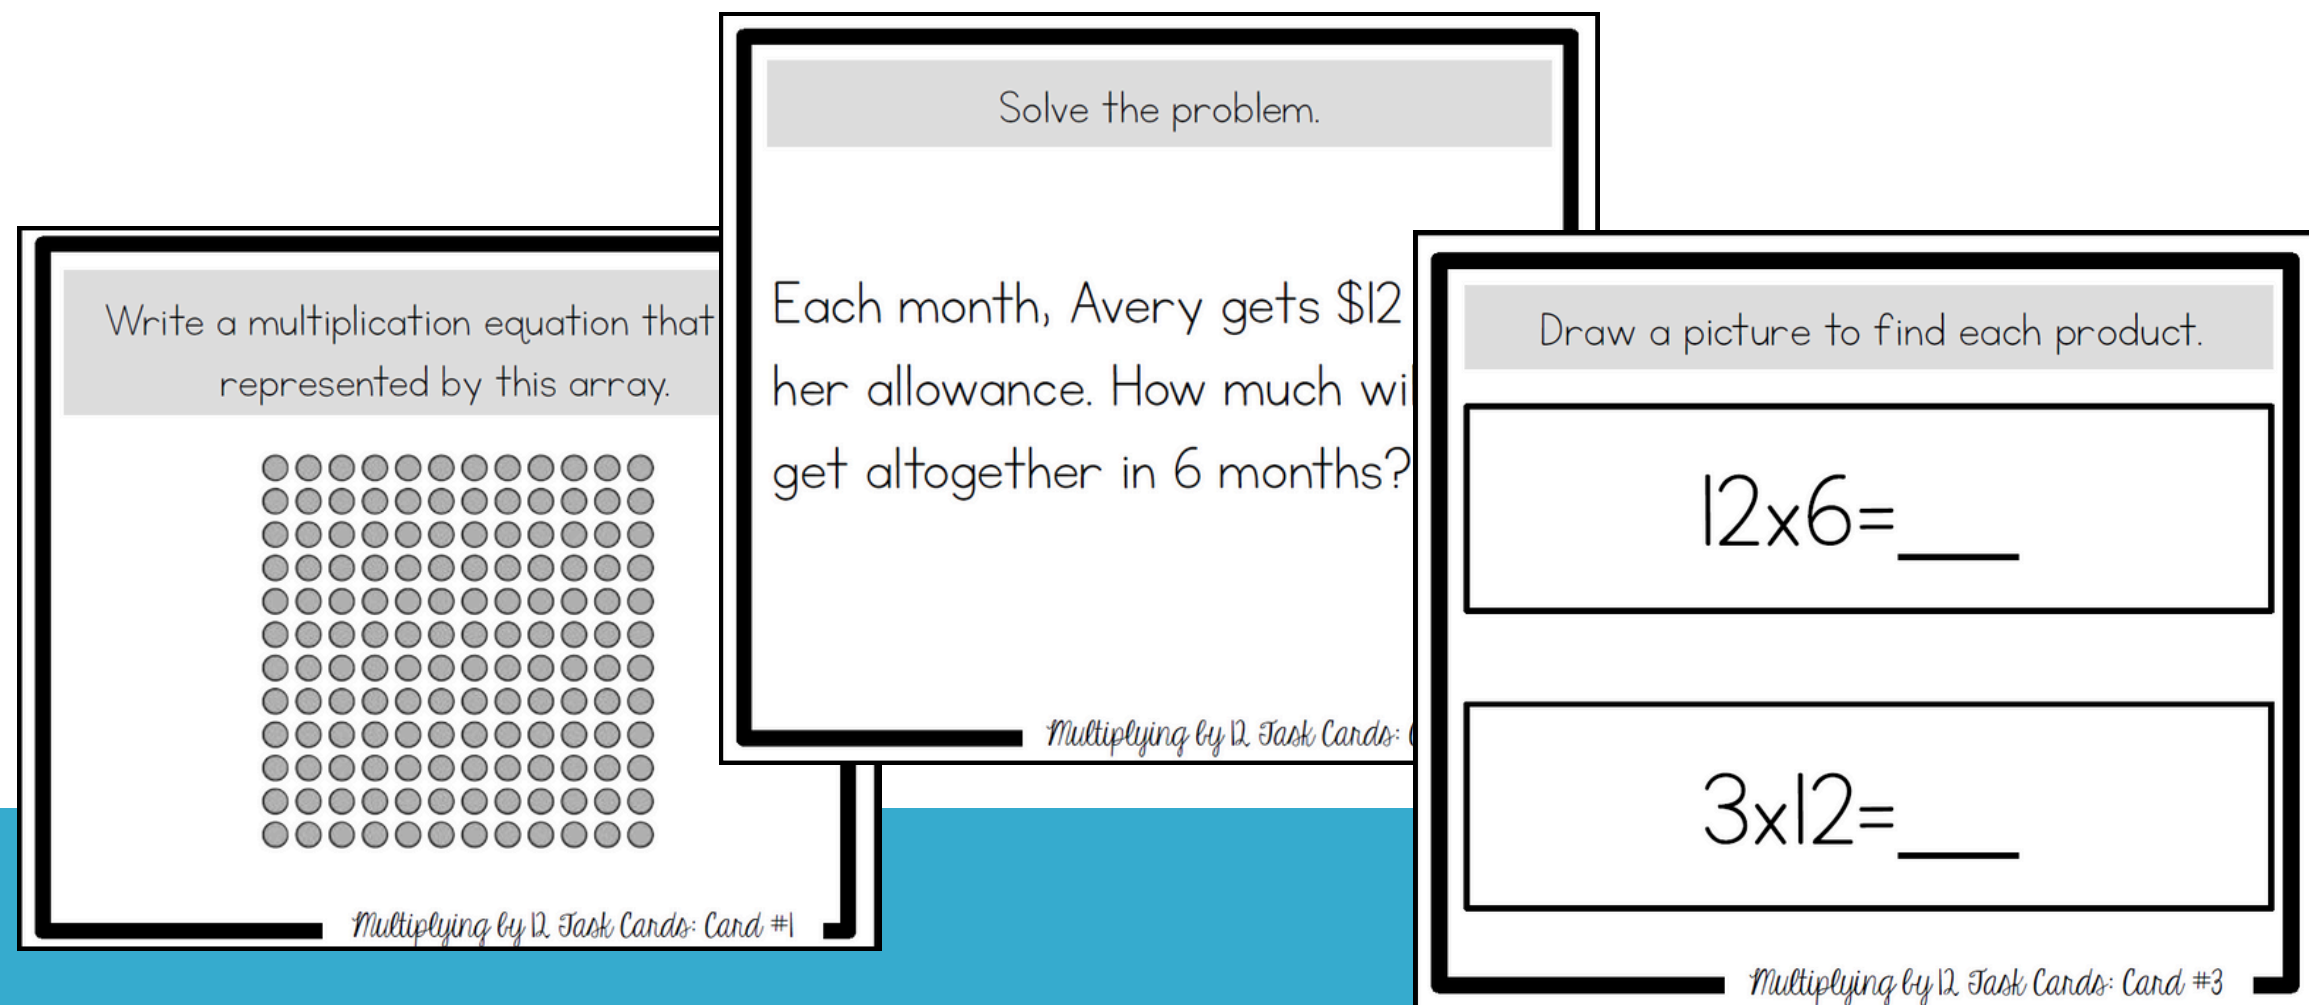 Write a multiplication equation that
represented by this array.
Multiplying by 12 Task Cards: Card #1
Solve the problem.
Each month, Avery gets $12
her allowance. How much
get altogether in 6 months?
Multiplying by 12 Task Cards:
Draw a picture to find each product.
12x6=___
3x12=___
Multiplying by 12 Task Cards: Card #3